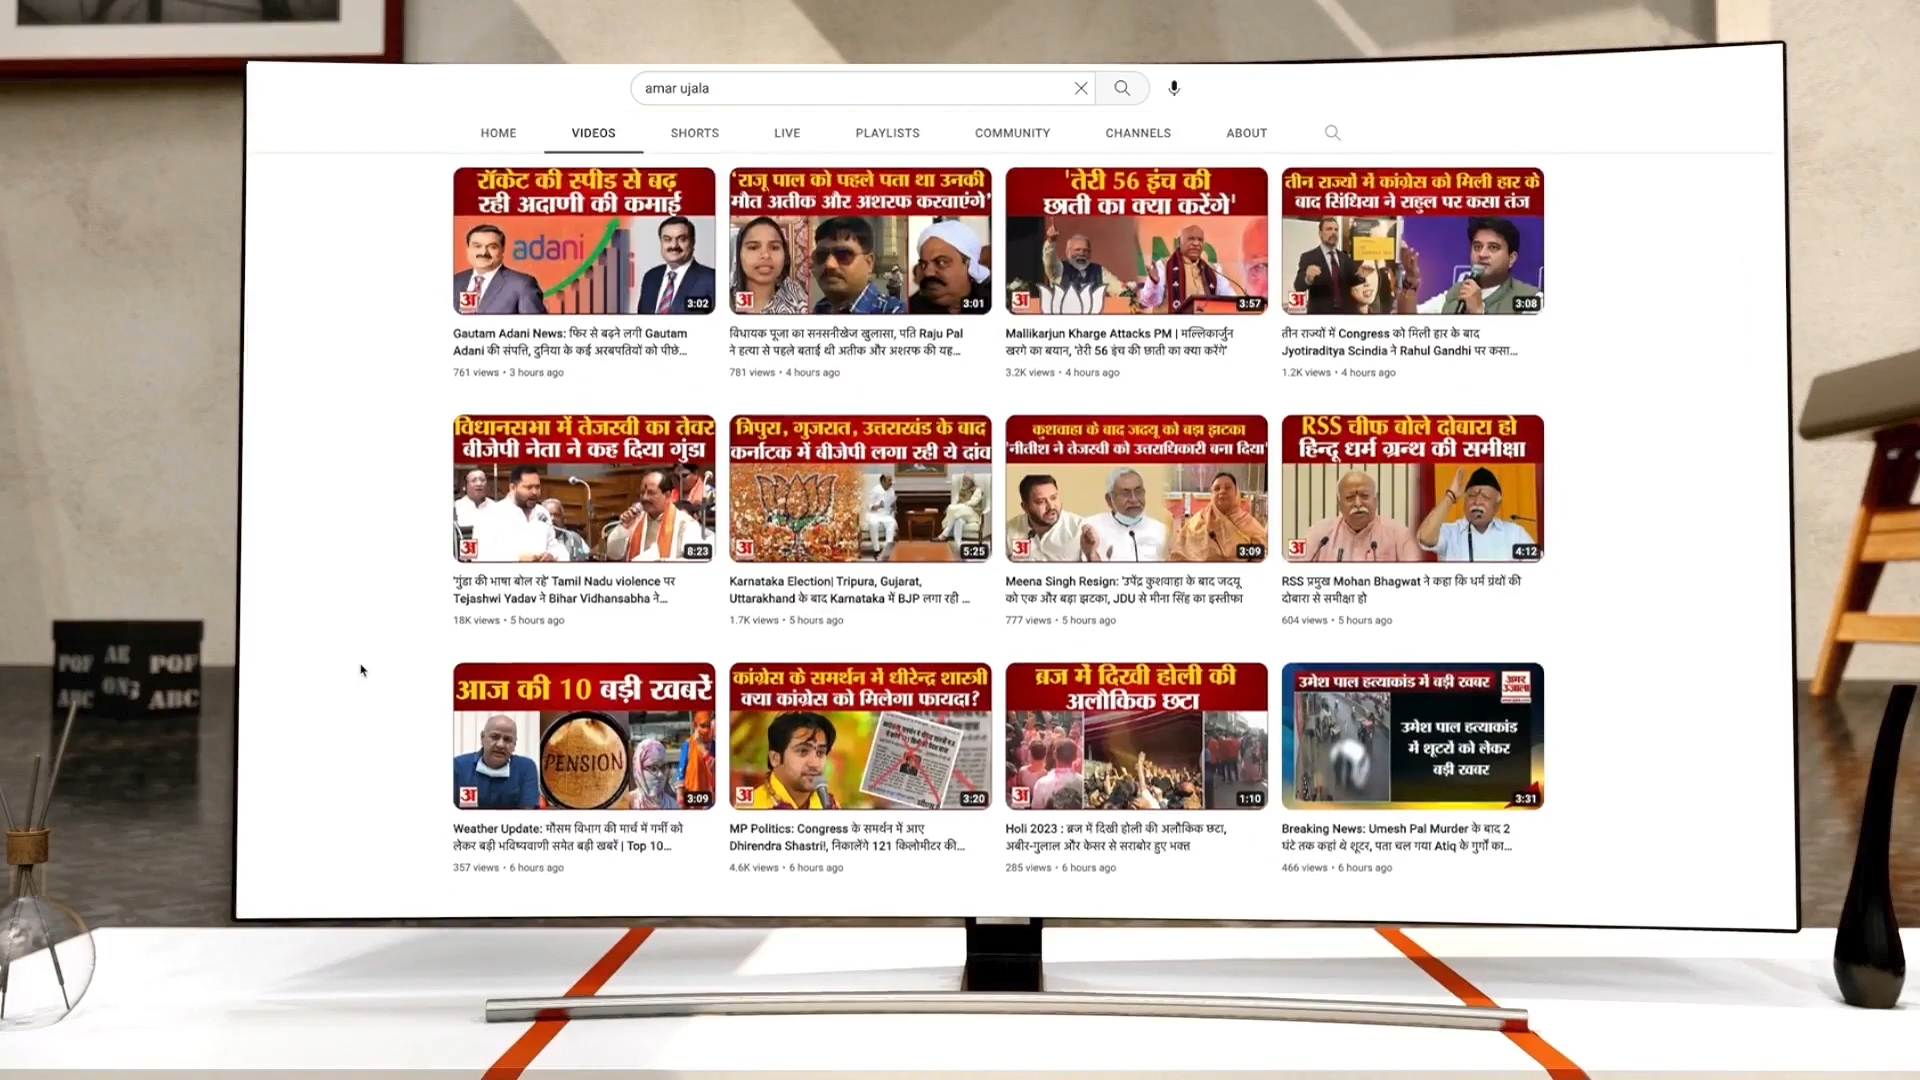 amar ujala
HOME VIDEOS SHORTS LIVE PLAYLISTS COMMUNITY CHANNELS ABOUT
रॉकेट की स्पीड से बढ़
रही अदाणी की कमाई
adani
अ
3:02
Gautam Adani News: फिर से बढ़ने लगी Gautam
Adani की संपत्ति, दुनिया के कई अरबपतियों को पीछे...
761 views • 3 hours ago
'राजू पाल को पहले पता था उनकी
मौत अतीक और अशरफ करवाएंगे'
अ
3:01
विधायक पूजा का सनसनीखेज खुलासा, पति Raju Pal
ने हत्या से पहले बताई थी अतीक और अशरफ की यह...
781 views • 4 hours ago
'तेरी 56 इंच की
छाती का क्या करेंगे'
अ
3:57
Mallikarjun Kharge Attacks PM | मल्लिकार्जुन
खरगे का बयान, 'तेरी 56 इंच की छाती का क्या करेंगे'
3.2K views • 4 hours ago
तीन राज्यों में कांग्रेस को मिली हार के
बाद सिंधिया ने राहुल पर कसा तंज
अ
3:08
तीन राज्यों में Congress को मिली हार के बाद
Jyotiraditya Scindia ने Rahul Gandhi पर कसा...
1.2K views • 4 hours ago
विधानसभा में तेजस्वी का तेवर
बीजेपी नेता ने कह दिया गुंडा
अ
8:23
'गुंडा की भाषा बोल रहे' Tamil Nadu violence पर
Tejashwi Yadav ने Bihar Vidhansabha ने...
18K views • 5 hours ago
त्रिपुरा, गुजरात, उत्तराखंड के बाद
कर्नाटक में बीजेपी लगा रही ये दांव
अ
5:25
Karnataka Election| Tripura, Gujarat,
Uttarakhand के बाद Karnataka में BJP लगा रही ...
1.7K views • 5 hours ago
कुशवाहा के बाद जदयू को बड़ा झटका
'नीतीश ने तेजस्वी को उत्तराधिकारी बना दिया'
अ
3:09
Meena Singh Resign: 'उपेंद्र कुशवाहा के बाद जदयू
को एक और बड़ा झटका, JDU से मीना सिंह का इस्तीफा
777 views • 5 hours ago
RSS चीफ बोले दोबारा हो
हिन्दू धर्म ग्रन्थ की समीक्षा
अ
4:12
RSS प्रमुख Mohan Bhagwat ने कहा कि धर्म ग्रंथों की
दोबारा से समीक्षा हो
604 views • 5 hours ago
आज की 10 बड़ी खबरें
PENSION
अ
3:09
Weather Update: मौसम विभाग की मार्च में गर्मी को
लेकर बड़ी भविष्यवाणी समेत बड़ी खबरें | Top 10...
357 views • 6 hours ago
कांग्रेस के समर्थन में धीरेन्द्र शास्त्री
क्या कांग्रेस को मिलेगा फायदा?
अ
3:20
MP Politics: Congress के समर्थन में आए
Dhirendra Shastri!, निकालेंगे 121 किलोमीटर की...
4.6K views • 6 hours ago
ब्रज में दिखी होली की
अलौकिक छटा
अ
1:10
Holi 2023 : ब्रज में दिखी होली की अलौकिक छटा,
अबीर-गुलाल और केसर से सराबोर हुए भक्त
285 views • 6 hours ago
उमेश पाल हत्याकांड में बड़ी खबर
अमर उजाला
उमेश पाल हत्याकांड
में शूटरों को लेकर
बड़ी खबर
3:31
Breaking News: Umesh Pal Murder के बाद 2
घंटे तक कहां थे शूटर, पता चल गया Atiq के गुर्गों का...
466 views • 6 hours ago
ABC